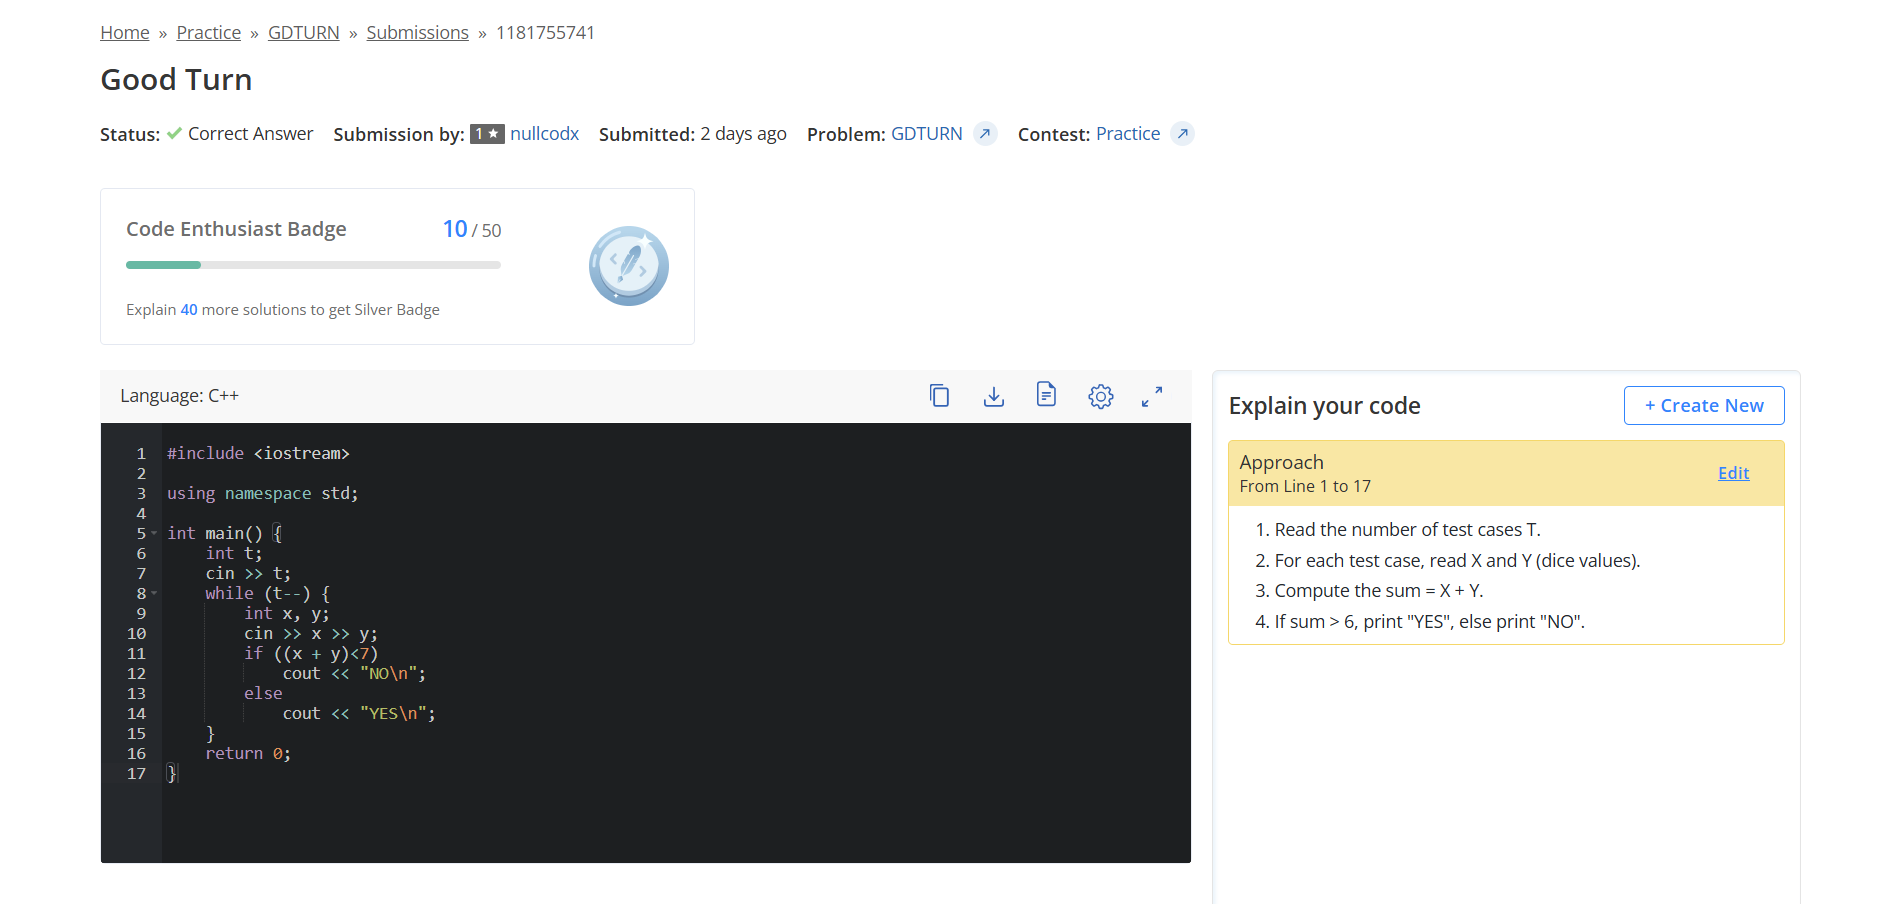 Home » Practice » GDTURN » Submissions » 1181755741
Good Turn
Status: Correct Answer Submission by: 1★ nullcodx Submitted: 2 days ago Problem: GDTURN Contest: Practice
Code Enthusiast Badge 10 / 50
Explain 40 more solutions to get Silver Badge
Language: C++
1 #include <iostream>
2
3 using namespace std;
4
5 int main() {
6     int t;
7     cin >> t;
8     while (t--) {
9         int x, y;
10         cin >> x >> y;
11         if ((x + y)<7)
12             cout << "NO\n";
13         else
14             cout << "YES\n";
15     }
16     return 0;
17 }
Explain your code + Create New
Approach
From Line 1 to 17
Edit
1. Read the number of test cases T.
2. For each test case, read X and Y (dice values).
3. Compute the sum = X + Y.
4. If sum > 6, print "YES", else print "NO".